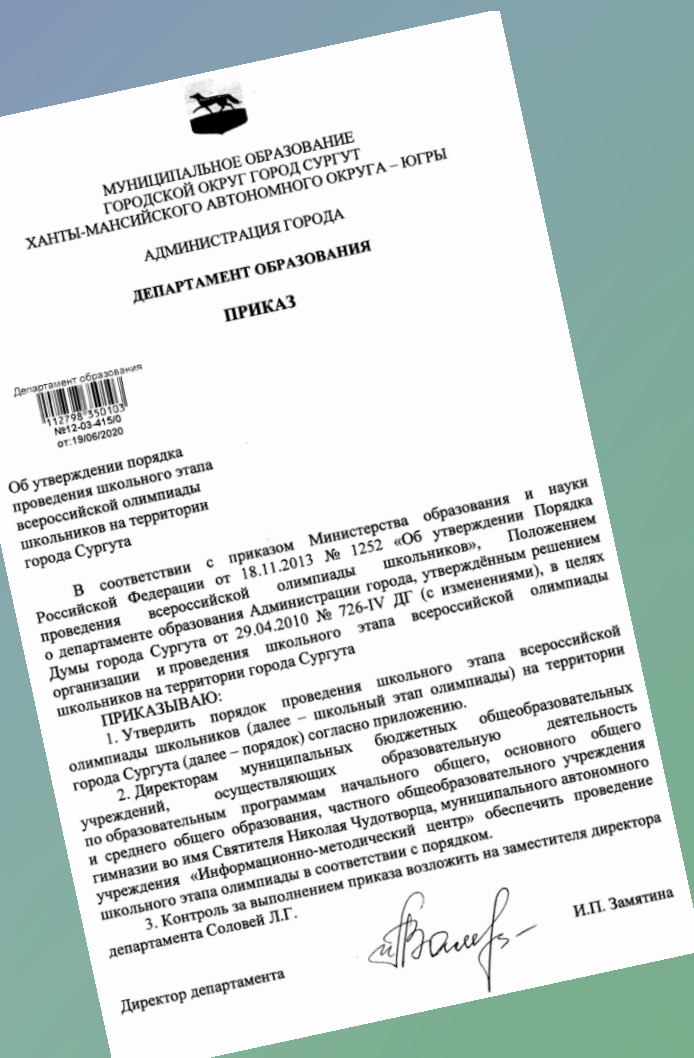 МУНИЦИПАЛЬНОЕ ОБРАЗОВАНИЕ
ГОРОДСКОЙ ОКРУГ ГОРОД СУРГУТ
ХАНТЫ-МАНСИЙСКОГО АВТОНОМНОГО ОКРУГА – ЮГРЫ
АДМИНИСТРАЦИЯ ГОРОДА
ДЕПАРТАМЕНТ ОБРАЗОВАНИЯ
ПРИКАЗ
Департамент образования
112798 350103
№12-03-415/0
от:19/06/2020
Об утверждении порядка
проведения школьного этапа
всероссийской олимпиады
школьников на территории
города Сургута
В соответствии с приказом Министерства образования и науки
Российской Федерации от 18.11.2013 № 1252 «Об утверждении Порядка
проведения всероссийской олимпиады школьников», Положением
о департаменте образования Администрации города, утверждённым решением
Думы города Сургута от 29.04.2010 № 726-IV ДГ (с изменениями), в целях
организации и проведения школьного этапа всероссийской олимпиады
школьников на территории города Сургута
ПРИКАЗЫВАЮ:
1. Утвердить порядок проведения школьного этапа всероссийской
олимпиады школьников (далее – школьный этап олимпиады) на территории
города Сургута (далее – порядок) согласно приложению.
2. Директорам муниципальных бюджетных общеобразовательных
учреждений, осуществляющих образовательную деятельность
по образовательным программам начального общего, основного общего
и среднего общего образования, частного общеобразовательного учреждения
гимназии во имя Святителя Николая Чудотворца, муниципального автономного
учреждения «Информационно-методический центр» обеспечить проведение
школьного этапа олимпиады в соответствии с порядком.
3. Контроль за выполнением приказа возложить на заместителя директора
департамента Соловей Л.Г.
Директор департамента И.П. Замятина